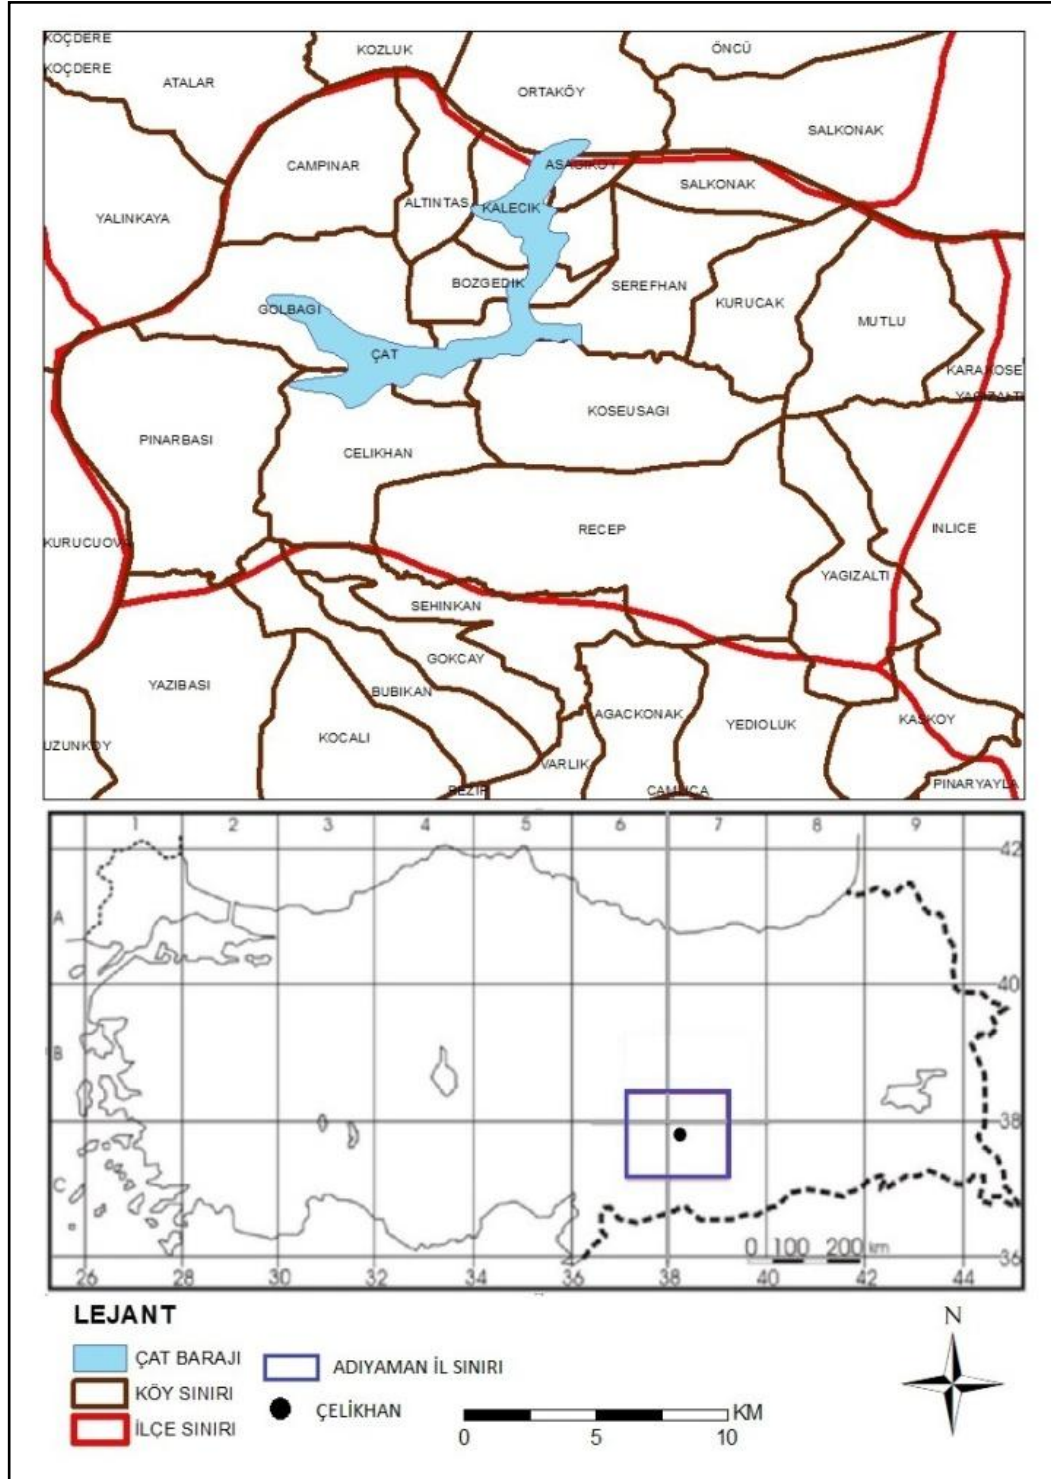 KOÇDERE
KOZLUK
ÖNCÜ
KOÇDERE
ATALAR
ORTAKÖY
SALKONAK
CAMPINAR
ASAGIKOY
SALKONAK
ALTINTAS
KALECIK
YALINKAYA
BOZGEDIK
SEREFHAN
KURUCAK
GOLBAGI
MUTLU
ÇAT
KARAKOSE
YAGIZALTI
KOSEUSAGI
PINARBASI
CELIKHAN
RECEP
INLICE
KURUCUOVA
YAGIZALTI
SEHINKAN
GOKCAY
YAZIBASI
BUBIKAN
AGACKONAK
YEDIOLUK
KASKOY
KOCALI
UZUNKOY
VARLIK
PINARYAYLA
CAMLICA
1 2 3 4 5 6 7 8 9
42
A
40
B
38
C
0 100 200 km
36
26 28 30 32 34 36 38 40 42 44
LEJANT
N
ÇAT BARAJI
ADIYAMAN İL SINIRI
KÖY SINIRI
ÇELİKHAN
KM
İLÇE SINIRI
0 5 10